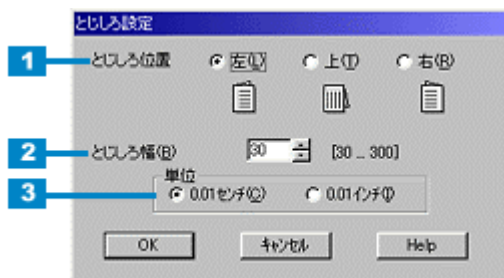 とじしろ設定
1 とじしろ位置 左(L) 上(T) 右(R)
2 とじしろ幅(B) 30 [30 ... 300]
単位
3 0.01センチ(C) 0.01インチ(I)
OK キャンセル Help